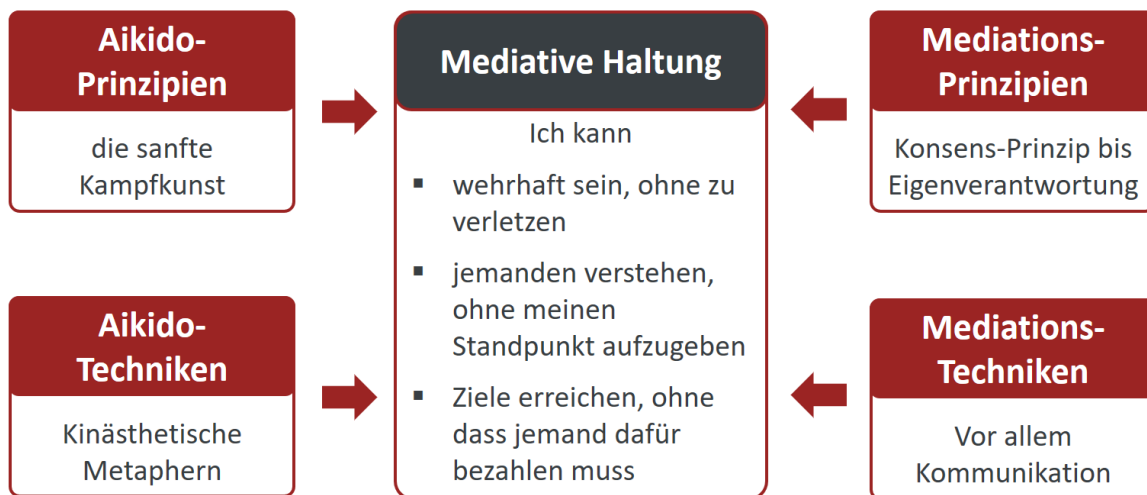 Aikido-
Prinzipien
die sanfte
Kampfkunst
Aikido-
Techniken
Kinästhetische
Metaphern
Mediative Haltung
Ich kann
▪ wehrhaft sein, ohne zu
verletzen
▪ jemanden verstehen,
ohne meinen
Standpunkt aufzugeben
▪ Ziele erreichen, ohne
dass jemand dafür
bezahlen muss
Mediations-
Prinzipien
Konsens-Prinzip bis
Eigenverantwortung
Mediations-
Techniken
Vor allem
Kommunikation